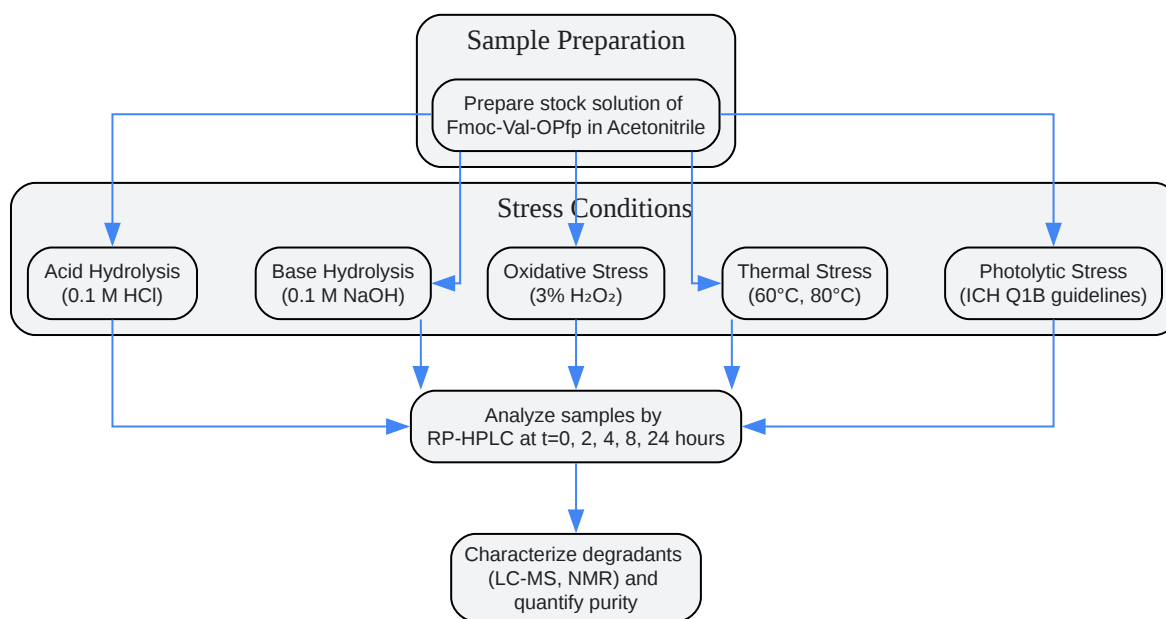 Sample Preparation
Prepare stock solution of
Fmoc-Val-OPfp in Acetonitrile
Stress Conditions
Acid Hydrolysis
(0.1 M HCl)
Base Hydrolysis
(0.1 M NaOH)
Oxidative Stress
(3% H₂O₂)
Thermal Stress
(60°C, 80°C)
Photolytic Stress
(ICH Q1B guidelines)
Analyze samples by
RP-HPLC at t=0, 2, 4, 8, 24 hours
Characterize degradants
(LC-MS, NMR) and
quantify purity